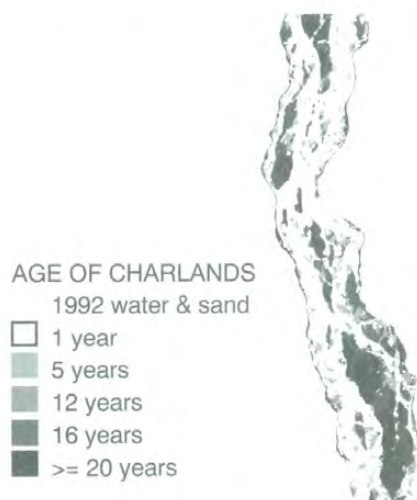 AGE OF CHARLANDS
1992 water & sand
1 year
5 years
12 years
16 years
>= 20 years